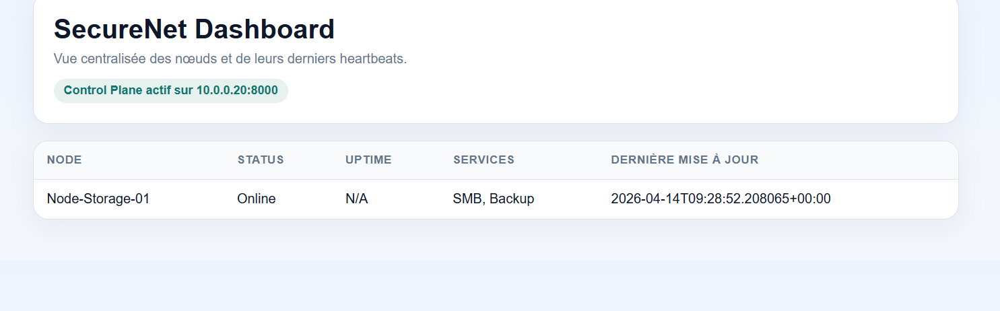 SecureNet Dashboard
Vue centralisée des nœuds et de leurs derniers heartbeats.
Control Plane actif sur 10.0.0.20:8000
NODE STATUS UPTIME SERVICES DERNIÈRE MISE À JOUR
Node-Storage-01 Online N/A SMB, Backup 2026-04-14T09:28:52.208065+00:00